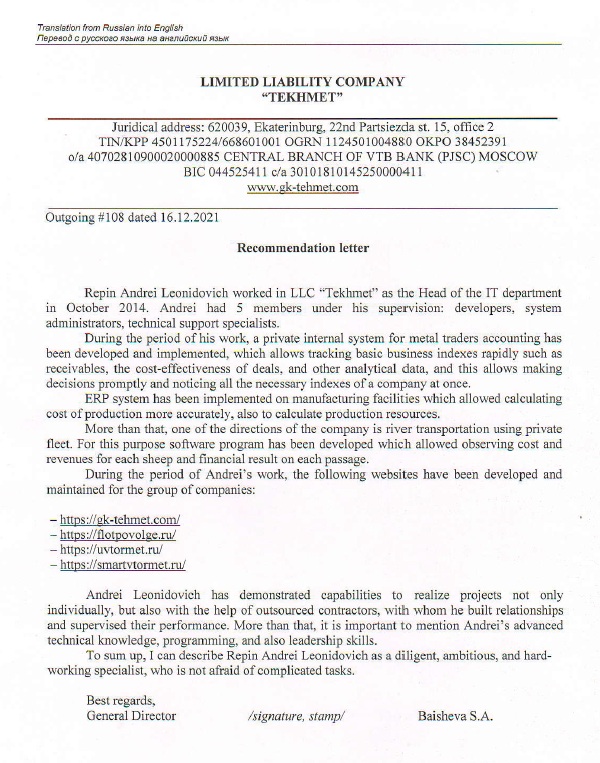 Translation from Russian into English
Перевод с русского языка на английский язык
LIMITED LIABILITY COMPANY
“TEKHMET”
Juridical address: 620039, Ekaterinburg, 22nd Partsiezda st. 15, office 2
TIN/KPP 4501175224/668601001 OGRN 1124501004880 OKPO 38452391
o/a 40702810900020000885 CENTRAL BRANCH OF VTB BANK (PJSC) MOSCOW
BIC 044525411 c/a 30101810145250000411
www.gk-tehmet.com
Outgoing #108 dated 16.12.2021
Recommendation letter
Repin Andrei Leonidovich worked in LLC “Tekhmet” as the Head of the IT department
in October 2014. Andrei had 5 members under his supervision: developers, system
administrators, technical support specialists.
During the period of his work, a private internal system for metal traders accounting has
been developed and implemented, which allows tracking basic business indexes rapidly such as
receivables, the cost-effectiveness of deals, and other analytical data, and this allows making
decisions promptly and noticing all the necessary indexes of a company at once.
ERP system has been implemented on manufacturing facilities which allowed calculating
cost of production more accurately, also to calculate production resources.
More than that, one of the directions of the company is river transportation using private
fleet. For this purpose software program has been developed which allowed observing cost and
revenues for each sheep and financial result on each passage.
During the period of Andrei’s work, the following websites have been developed and
maintained for the group of companies:
– https://gk-tehmet.com/
– https://flotpovolge.ru/
– https://uvtormet.ru/
– https://smartvtormet.ru/
Andrei Leonidovich has demonstrated capabilities to realize projects not only
individually, but also with the help of outsourced contractors, with whom he built relationships
and supervised their performance. More than that, it is important to mention Andrei’s advanced
technical knowledge, programming, and also leadership skills.
To sum up, I can describe Repin Andrei Leonidovich as a diligent, ambitious, and hard-
working specialist, who is not afraid of complicated tasks.
Best regards,
General Director /signature, stamp/ Baisheva S.A.